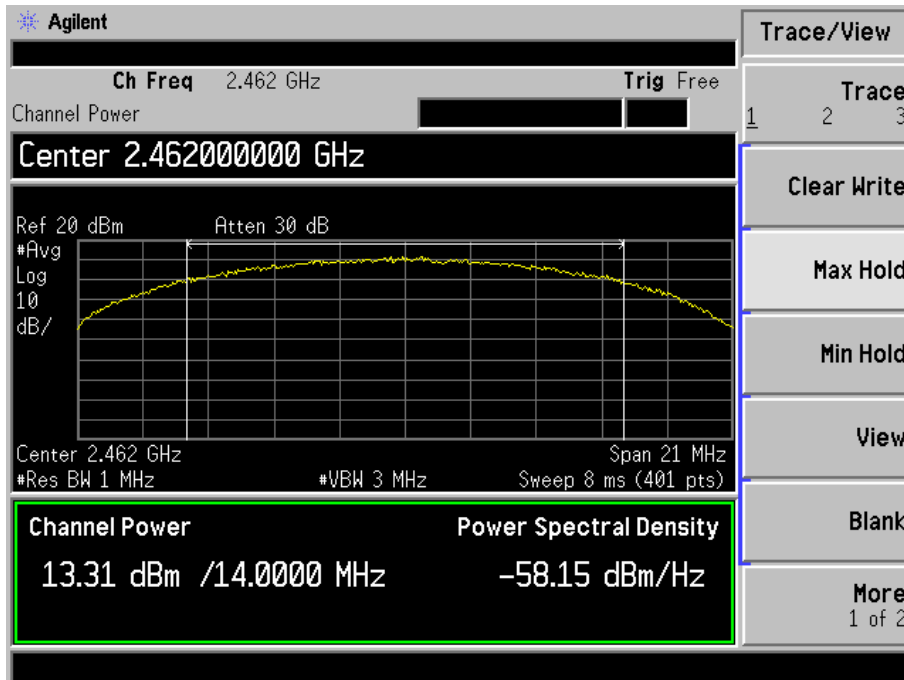 Agilent
Trace/View
Ch Freq 2.462 GHz Trig Free
Channel Power
Trace
1 2 3
Center 2.462000000 GHz
Clear Write
Ref 20 dBm Atten 30 dB
#Avg
Log
10
dB/
Max Hold
Min Hold
View
Center 2.462 GHz Span 21 MHz
#Res BW 1 MHz #VBW 3 MHz Sweep 8 ms (401 pts)
Channel Power Power Spectral Density
13.31 dBm /14.0000 MHz -58.15 dBm/Hz
Blank
More
1 of 2